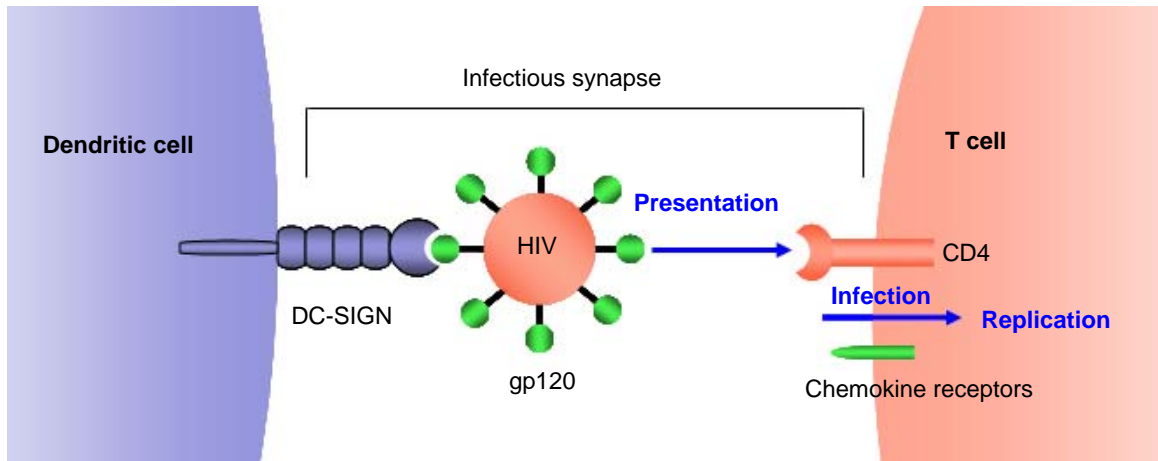 Infectious synapse
Dendritic cell
T cell
Presentation
HIV
CD4
DC-SIGN
Infection
Replication
gp120
Chemokine receptors